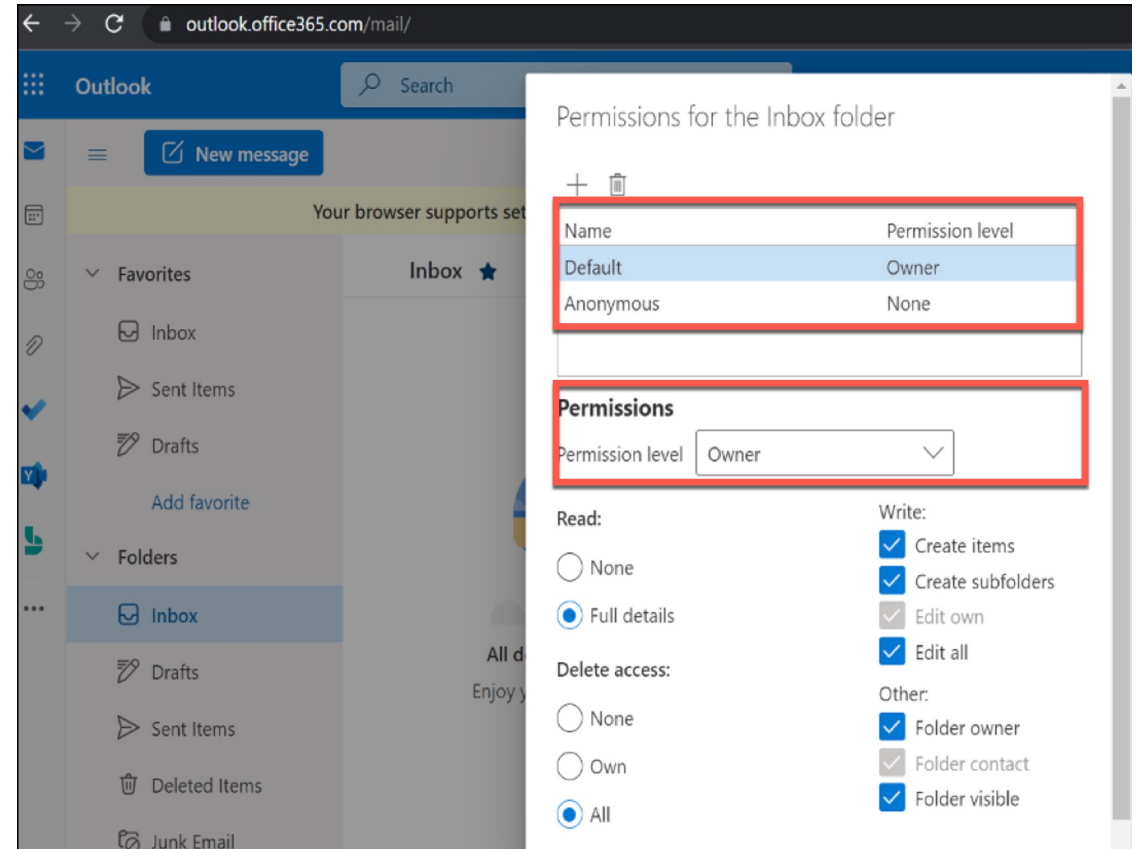 outlook.office365.com/mail/
Outlook
Search
New message
Your browser supports set
Favorites
Inbox
Sent Items
Drafts
Add favorite
Folders
Inbox
Drafts
Sent Items
Deleted Items
Junk Email
Inbox
All d
Enjoy y
Permissions for the Inbox folder
Name Permission level
Default Owner
Anonymous None
Permissions
Permission level Owner
Read:
None
Full details
Delete access:
None
Own
All
Write:
Create items
Create subfolders
Edit own
Edit all
Other:
Folder owner
Folder contact
Folder visible